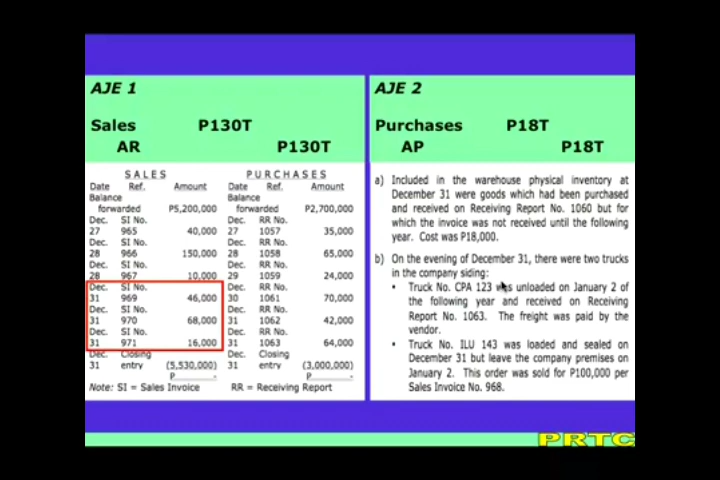 AJE 1
Sales P130T
AR P130T
SALES
Date Ref. Amount
Balance
forwarded P5,200,000
Dec. SI No.
27 965 40,000
Dec. SI No.
28 966 150,000
Dec. SI No.
28 967 10,000
Dec. SI No.
31 969 46,000
Dec. SI No.
31 970 68,000
Dec. SI No.
31 971 16,000
Dec. Closing
31 entry (5,530,000)
P -
PURCHASES
Date Ref. Amount
Balance
forwarded P2,700,000
Dec. RR No.
27 1057 35,000
Dec. RR No.
28 1058 65,000
Dec. RR No.
29 1059 24,000
Dec. RR No.
30 1061 70,000
Dec. RR No.
31 1062 42,000
Dec. RR No.
31 1063 64,000
Dec. Closing
31 entry (3,000,000)
P -
Note: SI = Sales Invoice RR = Receiving Report
AJE 2
Purchases P18T
AP P18T
a) Included in the warehouse physical inventory at
December 31 were goods which had been purchased
and received on Receiving Report No. 1060 but for
which the invoice was not received until the following
year. Cost was P18,000.
b) On the evening of December 31, there were two trucks
in the company siding:
• Truck No. CPA 123 was unloaded on January 2 of
the following year and received on Receiving
Report No. 1063. The freight was paid by the
vendor.
• Truck No. ILU 143 was loaded and sealed on
December 31 but leave the company premises on
January 2. This order was sold for P100,000 per
Sales Invoice No. 968.
PRTC